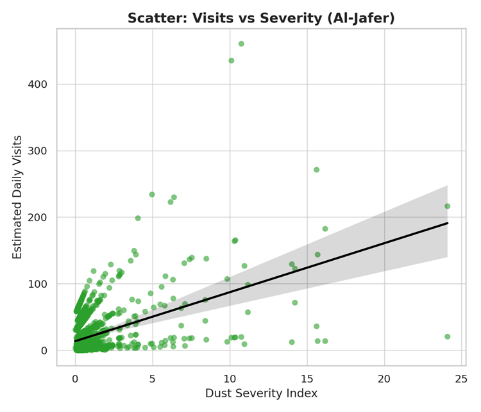 Scatter: Visits vs Severity (Al-Jafer)
Estimated Daily Visits
400
300
200
100
0
0 5 10 15 20 25
Dust Severity Index